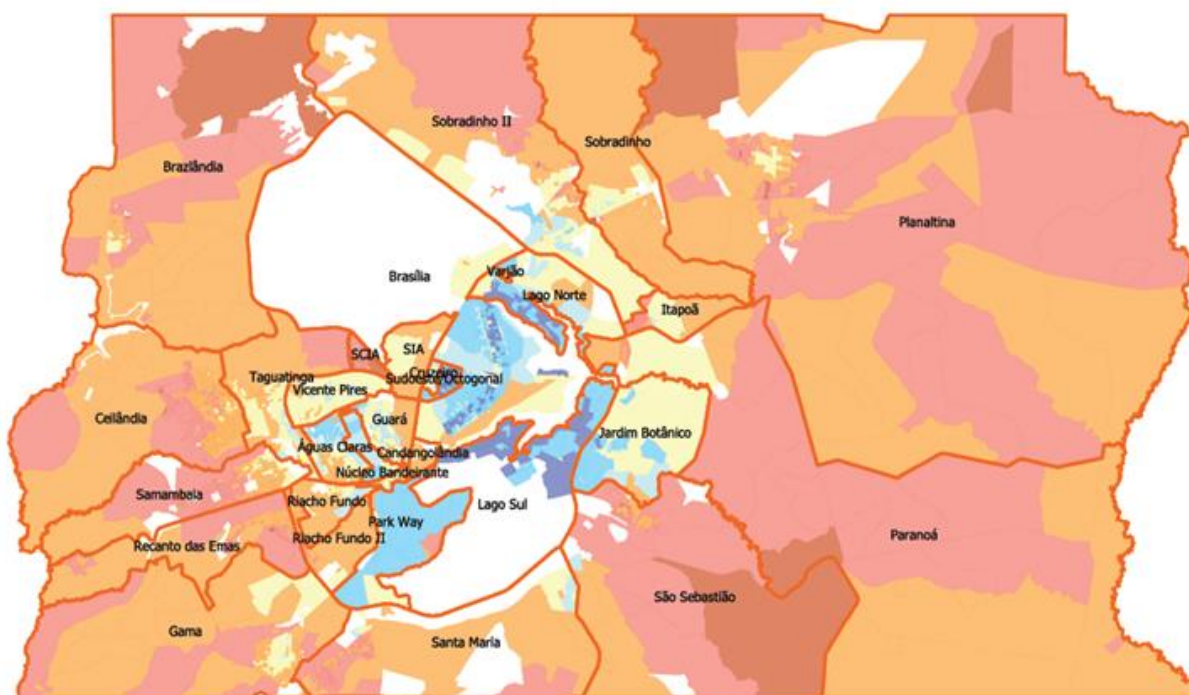 Sobradinho II
Sobradinho
Brazlândia
Planaltina
Brasília
Varjão
Lago Norte
Itapoã
SCIA
SIA
Cruzeiro
Sudoeste/Octogonal
Taguatinga
Vicente Pires
Ceilândia
Guará
Jardim Botânico
Águas Claras
Candangolândia
Núcleo Bandeirante
Samambaia
Riacho Fundo
Lago Sul
Park Way
Recanto das Emas
Riacho Fundo II
Paranoá
São Sebastião
Gama
Santa Maria